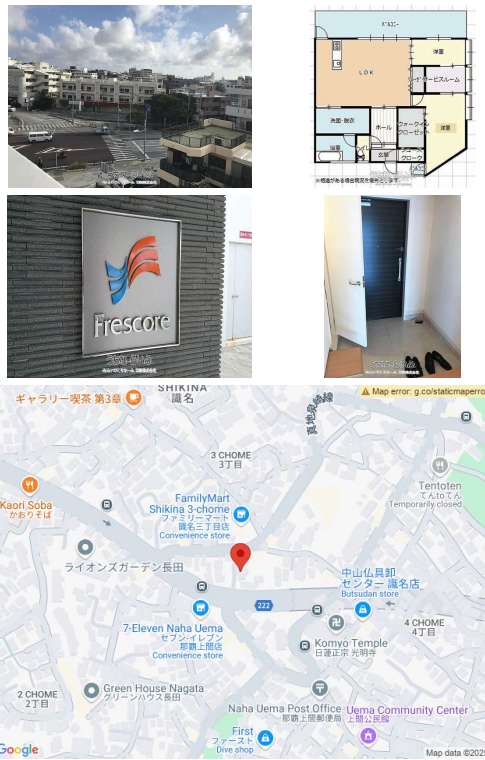 バルコニー
洋室
LDK
サービスルーム
洗面・脱衣
ホール
ウォークイン
クローゼット
洋室
浴室
玄関
クローク
Frescore
SHIKINA
識名
ギャラリー喫茶 第3章
Map error: g.co/staticmaperro
3 CHOME
3丁目
Tentoten
てんtoてん
Temporarily closed
Kaori Soba
かおりそば
FamilyMart
Shikina 3-chome
ファミリーマート
識名三丁目店
Convenience store
ライオンズガーデン長田
中山仏具卸
センター 識名店
Butsudan store
222
7-Eleven Naha Uema
セブン-イレブン
那覇上間店
Convenience store
4 CHOME
4丁目
Komyo Temple
日蓮正宗 光明寺
2 CHOME
2丁目
Green House Nagata
グリーンハウス長田
Naha Uema Post Office
那覇上間郵便局
Uema Community Center
上間公民館
First
ファースト
Dive shop
Google
Map data ©2025